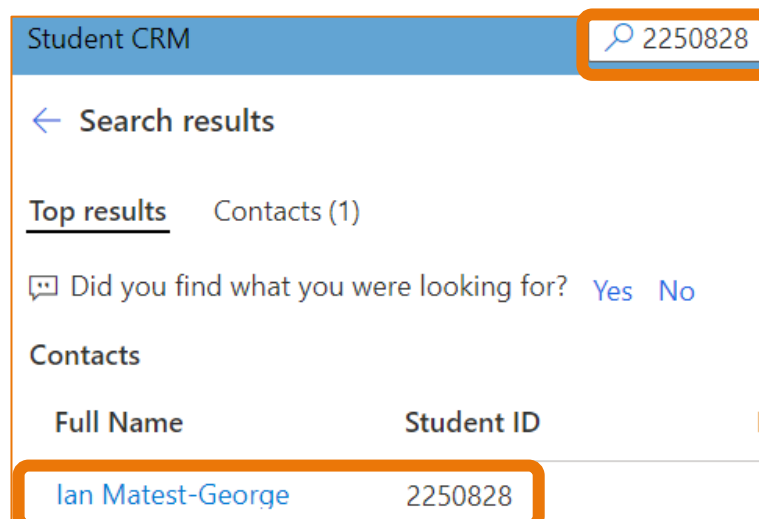 Student CRM
2250828
Search results
Top results Contacts (1)
Did you find what you were looking for? Yes No
Contacts
Full Name Student ID
Ian Matest-George 2250828